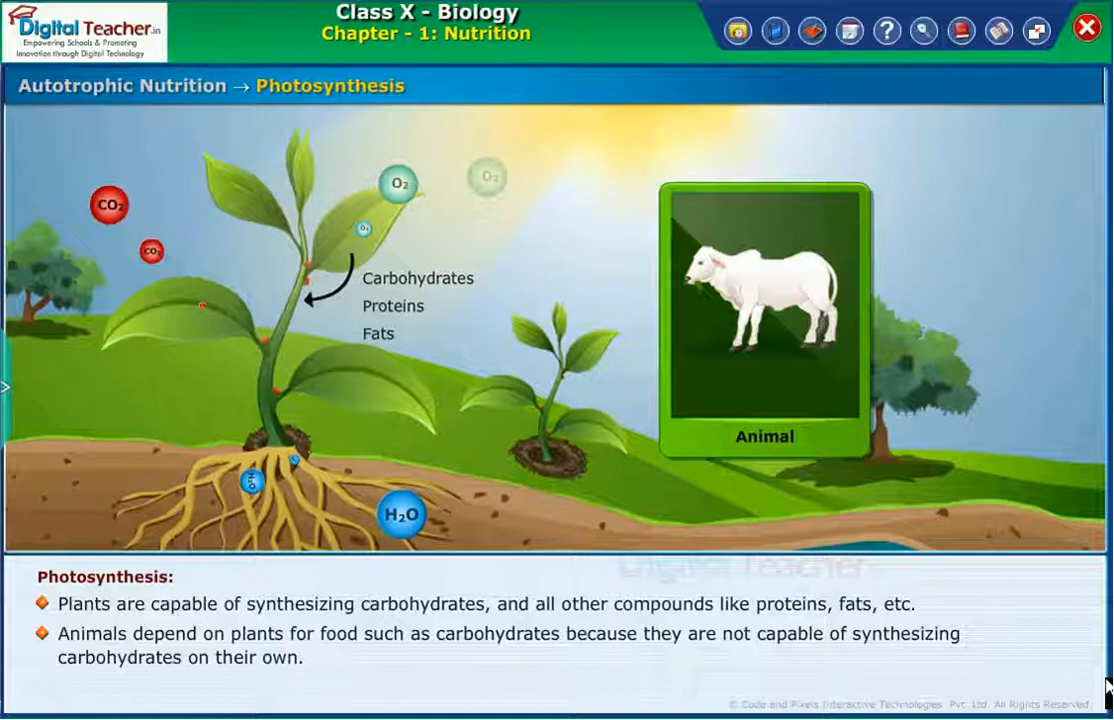 Class X - Biology
Chapter - 1: Nutrition
Digital Teacher.in
Empowering Schools & Promoting
Innovation through Digital Technology
Autotrophic Nutrition → Photosynthesis
O₂
O₂
CO₂
O₂
CO₂
Carbohydrates
Proteins
Fats
Animal
H₂O
H₂O
Photosynthesis:
Plants are capable of synthesizing carbohydrates, and all other compounds like proteins, fats, etc.
Animals depend on plants for food such as carbohydrates because they are not capable of synthesizing
carbohydrates on their own.
Digital Teacher
© Code and Pixels Interactive Technologies Pvt. Ltd. All Rights Reserved.